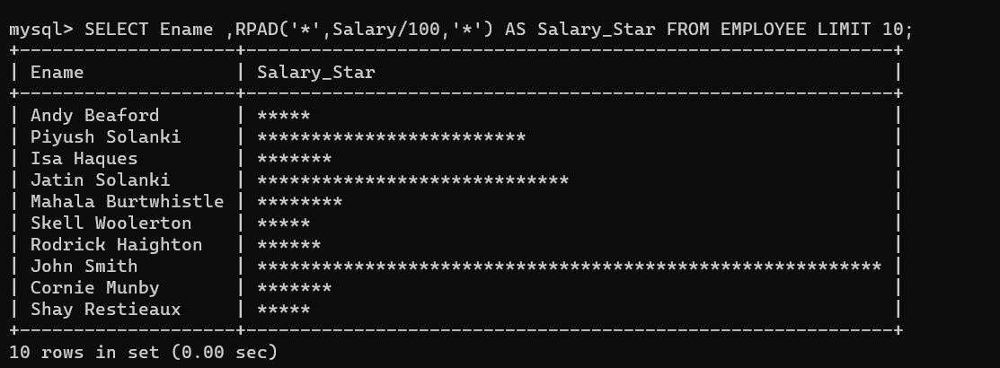 mysql> SELECT Ename ,RPAD('*',Salary/100,'*') AS Salary_Star FROM EMPLOYEE LIMIT 10;
+--------------------+------------------------------------------------------------+
| Ename              | Salary_Star                                                |
+--------------------+------------------------------------------------------------+
| Andy Beaford       | *****                                                      |
| Piyush Solanki     | *************************                                  |
| Isa Haques         | *******                                                    |
| Jatin Solanki      | *****************************                              |
| Mahala Burtwhistle | ********                                                   |
| Skell Woolerton    | *****                                                      |
| Rodrick Haighton   | ******                                                     |
| John Smith         | ********************************************************** |
| Cornie Munby       | *******                                                    |
| Shay Restieaux     | *****                                                      |
+--------------------+------------------------------------------------------------+
10 rows in set (0.00 sec)